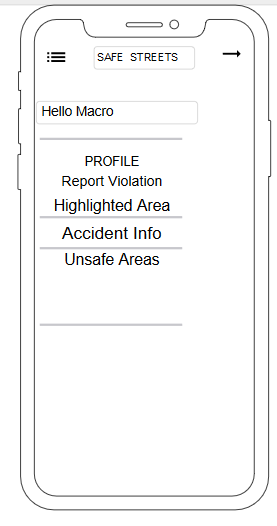 SAFE STREETS
Hello Macro
PROFILE
Report Violation
Highlighted Area
Accident Info
Unsafe Areas